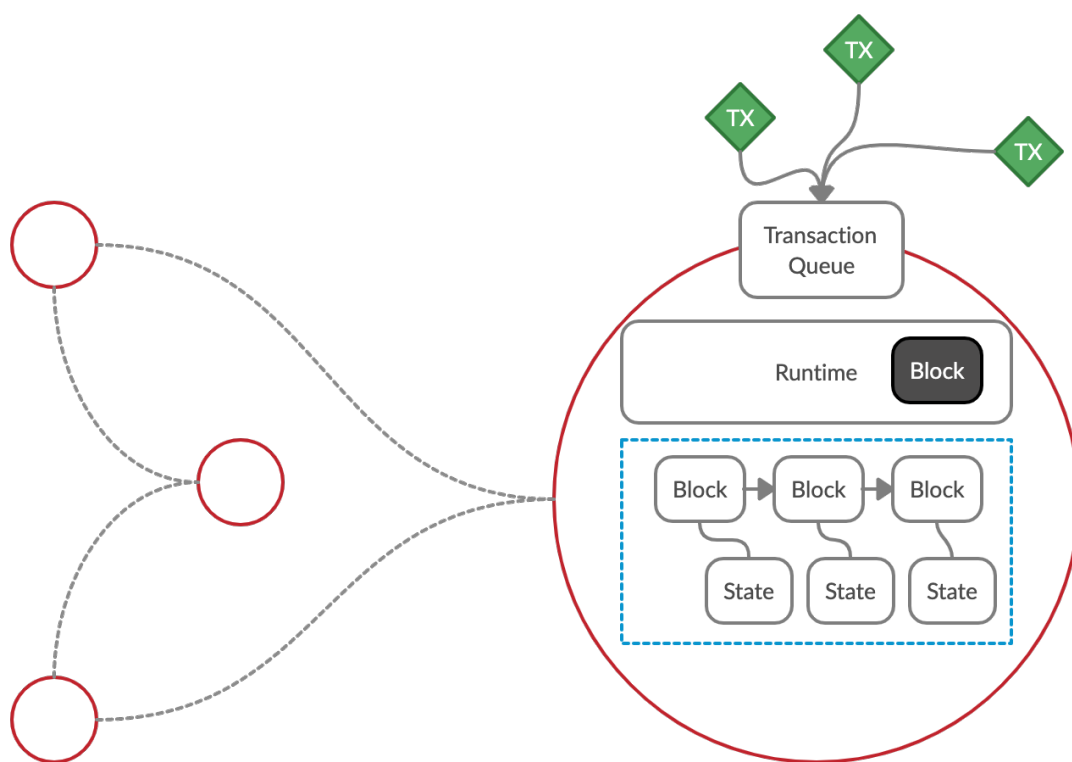 TX
TX
TX
Transaction
Queue
Runtime
Block
Block
Block
Block
State
State
State